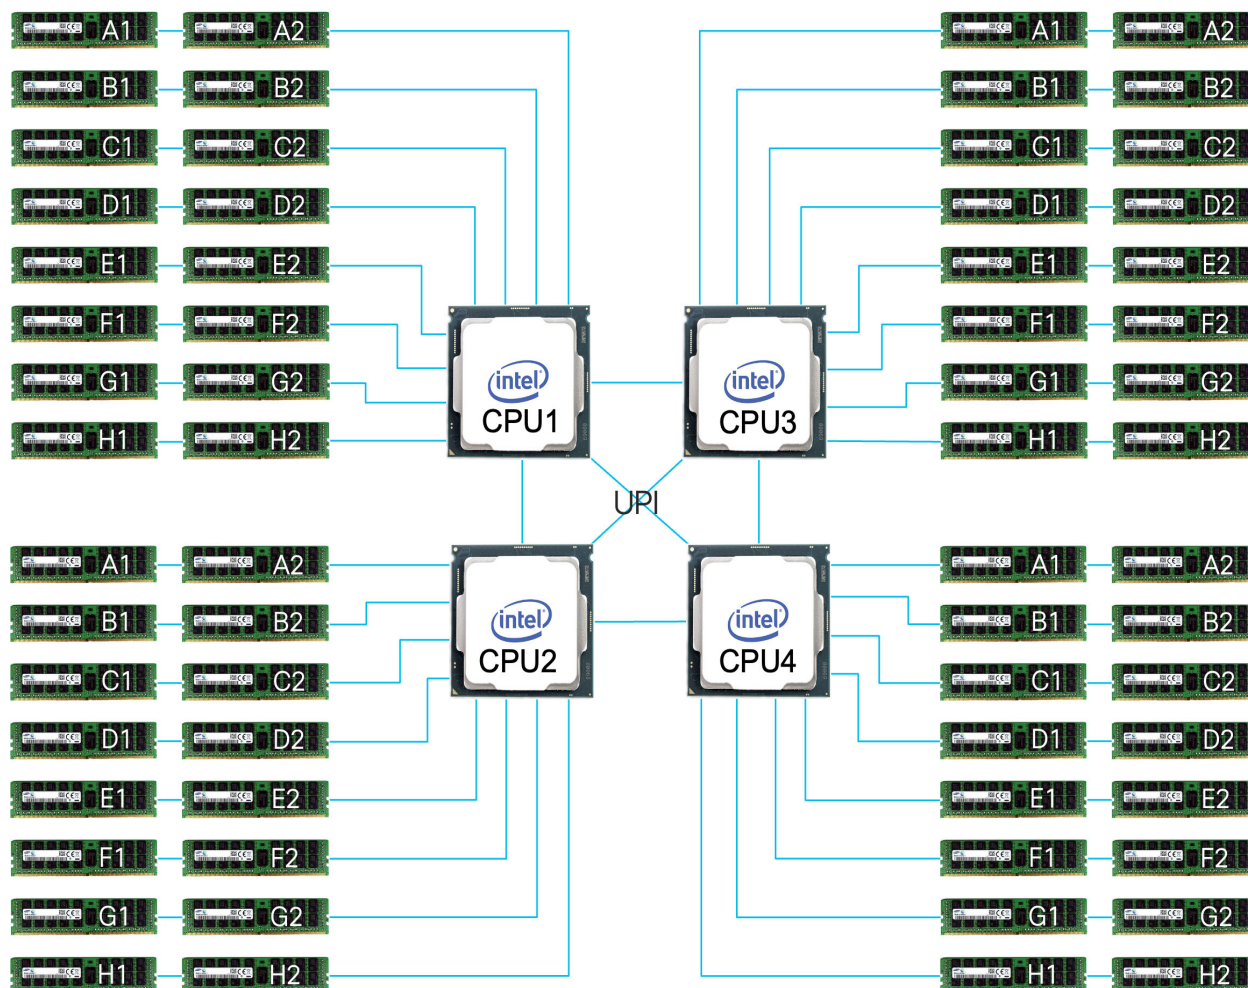 A1 A2 A1 A2
B1 B2 B1 B2
C1 C2 C1 C2
D1 D2 D1 D2
E1 E2 E1 E2
F1 F2 F1 F2
G1 G2 intel intel G1 G2
CPU1 CPU3
H1 H2 H1 H2
UPI
A1 A2 A1 A2
B1 B2 intel intel B1 B2
CPU2 CPU4
C1 C2 C1 C2
D1 D2 D1 D2
E1 E2 E1 E2
F1 F2 F1 F2
G1 G2 G1 G2
H1 H2 H1 H2